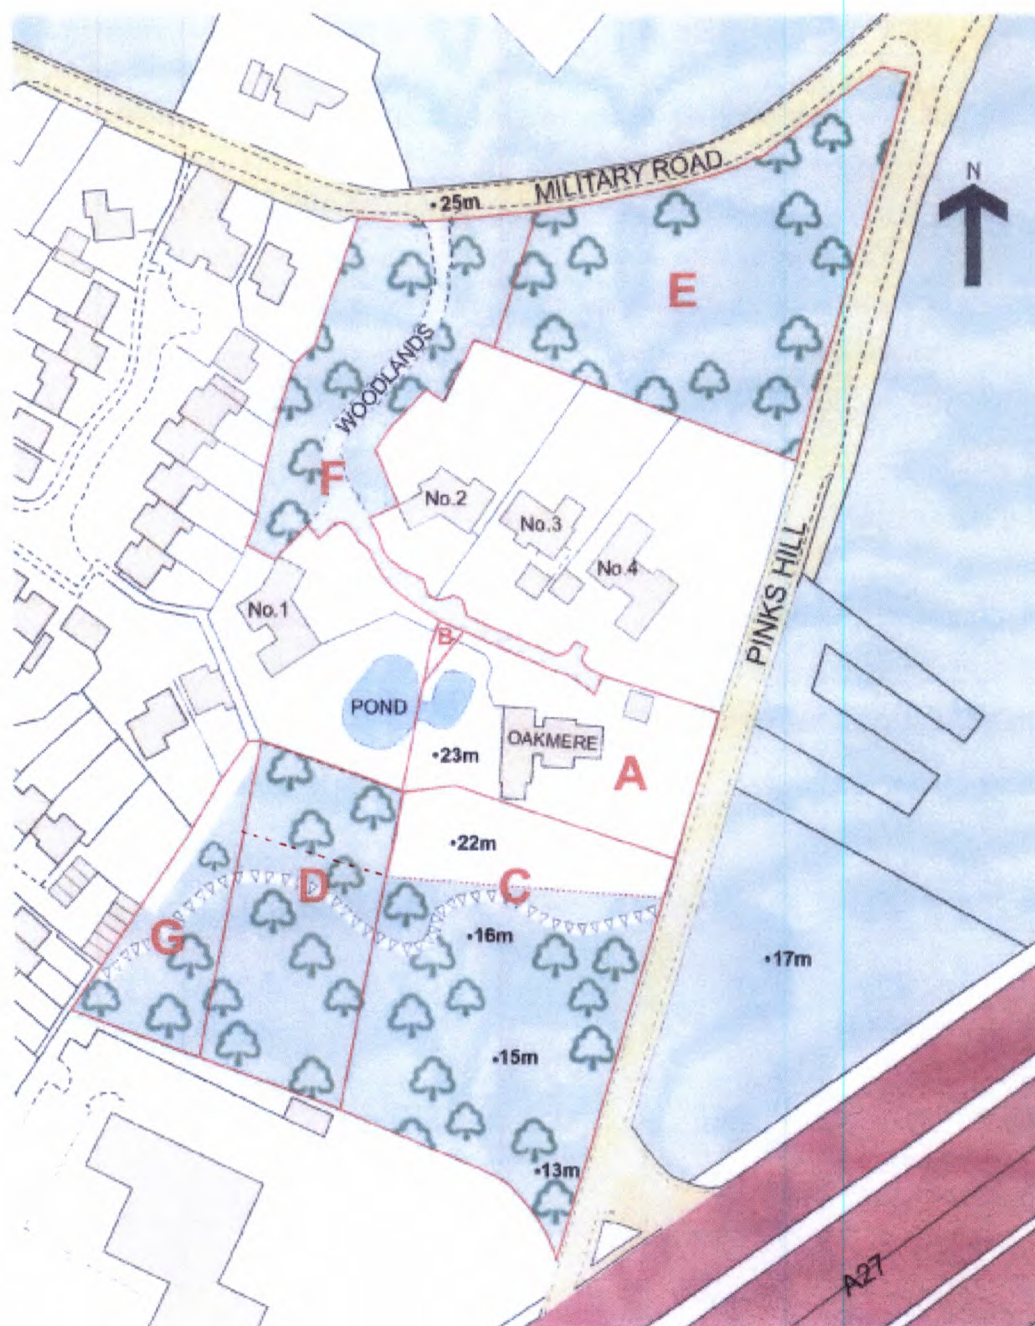 N
MILITARY ROAD
•25m
E
WOODLANDS
F
No.2
No.3
No.4
No.1
PINKS HILL
B
POND
OAKMERE
•23m
A
•22m
D
C
G
•16m
•17m
•15m
•13m
A27